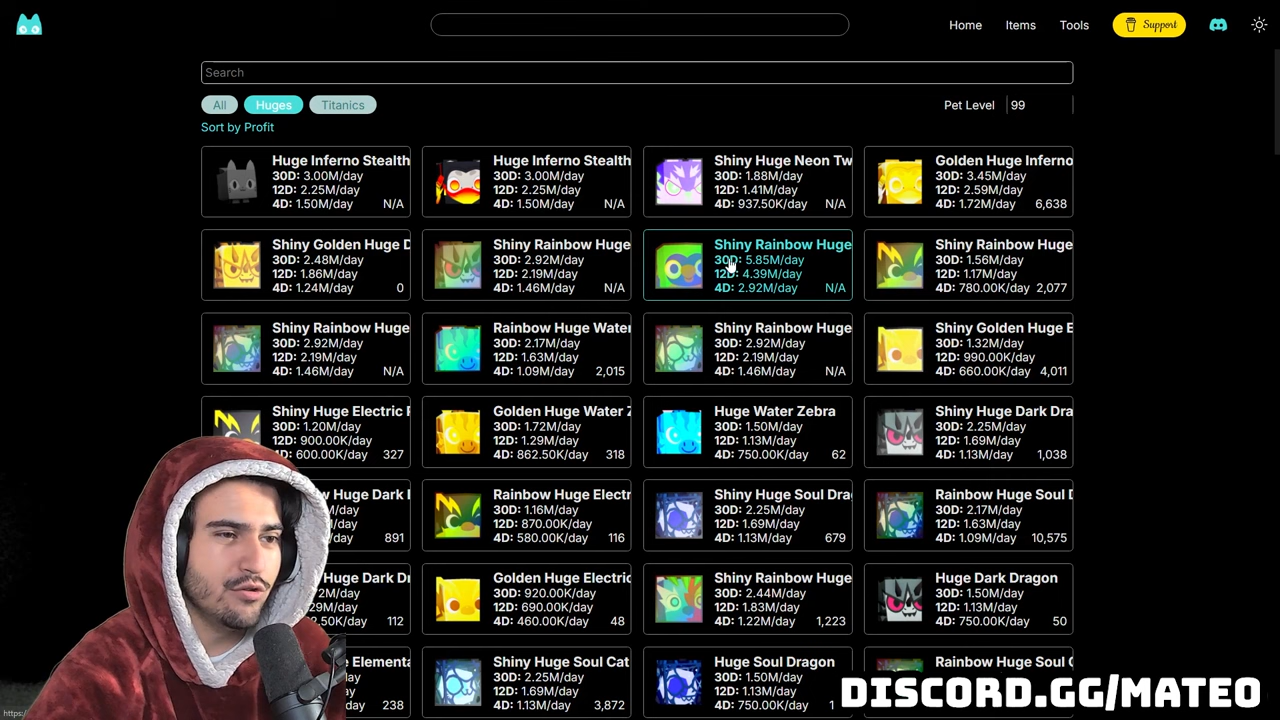 Home
Items
Tools
Support
Search
All
Huges
Titanics
Pet Level
99
Sort by Profit
Huge Inferno Stealth
30D: 3.00M/day
12D: 2.25M/day
4D: 1.50M/day
N/A
Huge Inferno Stealth
30D: 3.00M/day
12D: 2.25M/day
4D: 1.50M/day
N/A
Shiny Huge Neon Tw
30D: 1.88M/day
12D: 1.41M/day
4D: 937.50K/day
N/A
Golden Huge Inferno
30D: 3.45M/day
12D: 2.59M/day
4D: 1.72M/day
6,638
Shiny Golden Huge D
30D: 2.48M/day
12D: 1.86M/day
4D: 1.24M/day
0
Shiny Rainbow Huge
30D: 2.92M/day
12D: 2.19M/day
4D: 1.46M/day
N/A
Shiny Rainbow Huge
30D: 5.85M/day
12D: 4.39M/day
4D: 2.92M/day
N/A
Shiny Rainbow Huge
30D: 1.56M/day
12D: 1.17M/day
4D: 780.00K/day
2,077
Shiny Rainbow Huge
30D: 2.92M/day
12D: 2.19M/day
4D: 1.46M/day
N/A
Rainbow Huge Water
30D: 2.17M/day
12D: 1.63M/day
4D: 1.09M/day
2,015
Shiny Rainbow Huge
30D: 2.92M/day
12D: 2.19M/day
4D: 1.46M/day
N/A
Shiny Golden Huge E
30D: 1.32M/day
12D: 990.00K/day
4D: 660.00K/day
4,011
Shiny Huge Electric
30D: 1.20M/day
12D: 900.00K/day
4D: 600.00K/day
327
Golden Huge Water Z
30D: 1.72M/day
12D: 1.29M/day
4D: 862.50K/day
318
Huge Water Zebra
30D: 1.50M/day
12D: 1.13M/day
4D: 750.00K/day
62
Shiny Huge Dark Dra
30D: 2.25M/day
12D: 1.69M/day
4D: 1.13M/day
1,038
Huge Dark
M/day
M/day
M/day
891
Rainbow Huge Electr
30D: 1.16M/day
12D: 870.00K/day
4D: 580.00K/day
116
Shiny Huge Soul Dra
30D: 2.25M/day
12D: 1.69M/day
4D: 1.13M/day
679
Rainbow Huge Soul D
30D: 2.17M/day
12D: 1.63M/day
4D: 1.09M/day
10,575
Huge Dark Dr
2M/day
29M/day
2.50K/day
112
Golden Huge Electric
30D: 920.00K/day
12D: 690.00K/day
4D: 460.00K/day
48
Shiny Rainbow Huge
30D: 2.44M/day
12D: 1.83M/day
4D: 1.22M/day
1,223
Huge Dark Dragon
30D: 1.50M/day
12D: 1.13M/day
4D: 750.00K/day
50
Elementa
M/day
M/day
238
Shiny Huge Soul Cat
30D: 2.25M/day
12D: 1.69M/day
4D: 1.13M/day
3,872
Huge Soul Dragon
30D: 1.50M/day
12D: 1.13M/day
4D: 750.00K/day
1
Rainbow Huge Soul
DISCORD.GG/MATEO